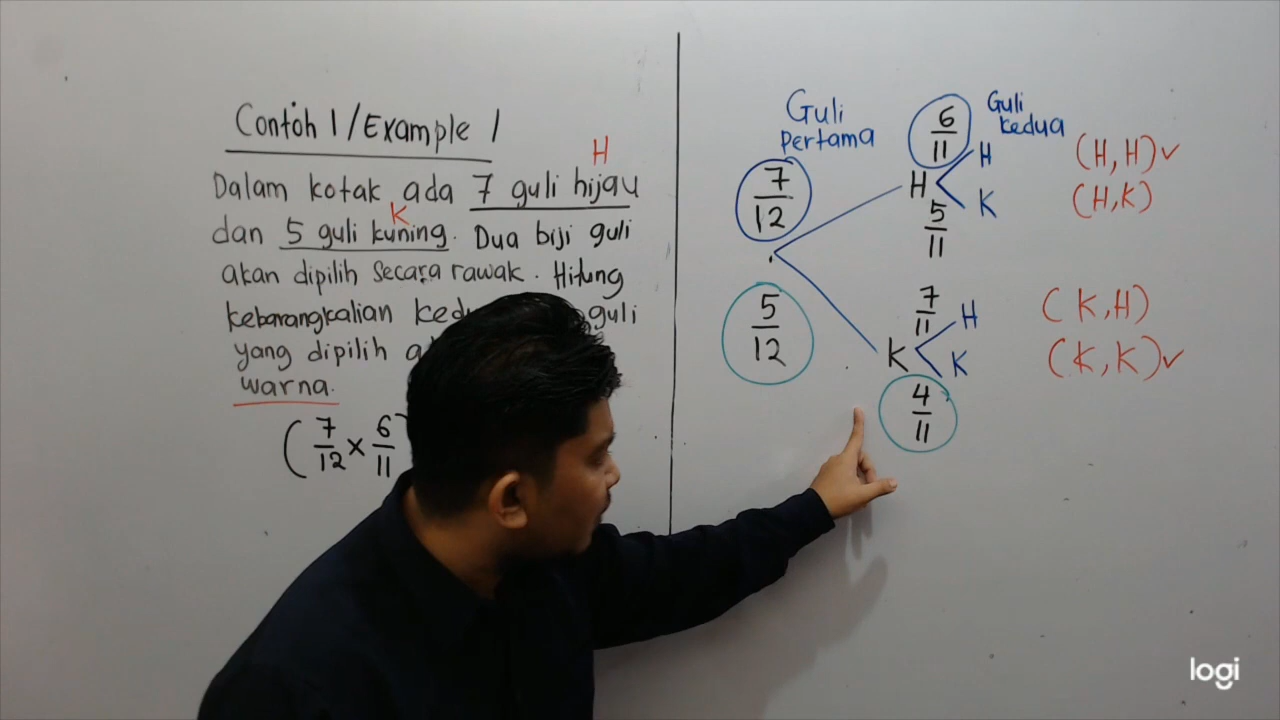 Contoh 1/Example 1
H
Dalam kotak ada 7 guli hijau
K
dan 5 guli kuning. Dua biji guli
akan dipilih secara rawak. Hitung
kebarangkalian guli
yang dipilih
warna.
(7/12 × 6/11
Guli
pertama
Guli
kedua
7/12
6/11
H
H
K
5/11
(H, H) ✓
(H, K)
5/12
7/11
K
H
K
4/11
(K, H)
(K, K) ✓
logi